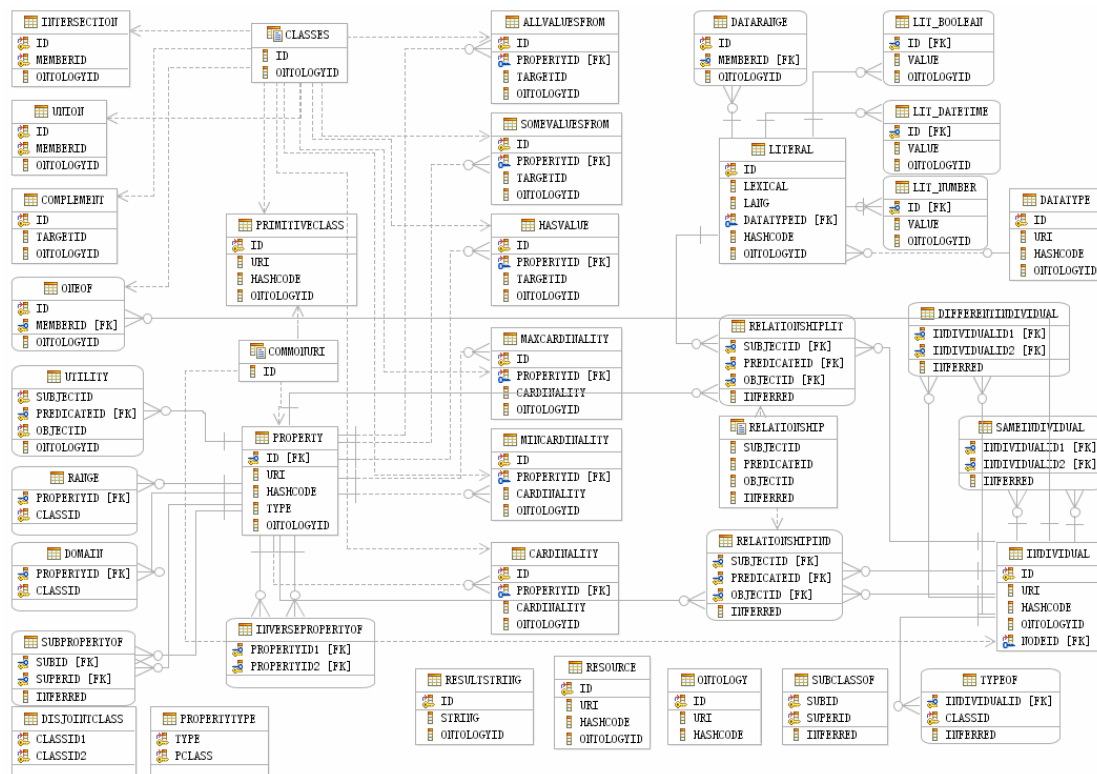 INTERSECTION
ID
MEMBERID
ONTOLOGYID
CLASSES
ID
ONTOLOGYID
ALLVALUESFROM
ID
PROPERTYID [FK]
TARGETID
ONTOLOGYID
DATARANGE
ID
MEMBERID [FK]
ONTOLOGYID
LIT_BOOLEAN
ID [FK]
VALUE
ONTOLOGYID
UNION
ID
MEMBERID
ONTOLOGYID
SOMEVALUESFROM
ID
PROPERTYID [FK]
TARGETID
ONTOLOGYID
LITERAL
ID
LEXICAL
LANG
DATATYPEID [FK]
HASHCODE
ONTOLOGYID
LIT_DATETIME
ID [FK]
VALUE
ONTOLOGYID
COMPLEMENT
ID
TARGETID
ONTOLOGYID
PRIMITIVECLASS
ID
URI
HASHCODE
ONTOLOGYID
HASVALUE
ID
PROPERTYID [FK]
TARGETID
ONTOLOGYID
LIT_NUMBER
ID [FK]
VALUE
ONTOLOGYID
DATATYPE
ID
URI
HASHCODE
ONTOLOGYID
ONEOF
ID
MEMBERID [FK]
ONTOLOGYID
COMMONURI
ID
MAXCARDINALITY
ID
PROPERTYID [FK]
CARDINALITY
ONTOLOGYID
RELATIONSHIPLIT
SUBJECTID [FK]
PREDICATEID [FK]
OBJECTID [FK]
INFERRED
DIFFERENTINDIVIDUAL
INDIVIDUALID1 [FK]
INDIVIDUALID2 [FK]
INFERRED
UTILITY
SUBJECTID
PREDICATEID [FK]
OBJECTID
ONTOLOGYID
PROPERTY
ID [FK]
URI
HASHCODE
TYPE
ONTOLOGYID
MINCARDINALITY
ID
PROPERTYID [FK]
CARDINALITY
ONTOLOGYID
RELATIONSHIP
SUBJECTID
PREDICATEID
OBJECTID
INFERRED
SAMEINDIVIDUAL
INDIVIDUALID1 [FK]
INDIVIDUALID2 [FK]
INFERRED
RANGE
PROPERTYID [FK]
CLASSID
DOMAIN
PROPERTYID [FK]
CLASSID
CARDINALITY
ID
PROPERTYID [FK]
CARDINALITY
ONTOLOGYID
RELATIONSHIPIND
SUBJECTID [FK]
PREDICATEID [FK]
OBJECTID [FK]
INFERRED
INDIVIDUAL
ID
URI
HASHCODE
ONTOLOGYID
NODEID [FK]
SUBPROPERTYOF
SUBID [FK]
SUPERID [FK]
INFERRED
INVERSEPROPERTYOF
PROPERTYID1 [FK]
PROPERTYID2 [FK]
DISJOINTCLASS
CLASSID1
CLASSID2
PROPERTYTYPE
TYPE
PCLASS
RESULTSTRING
ID
STRING
ONTOLOGYID
RESOURCE
ID
URI
HASHCODE
ONTOLOGYID
ONTOLOGY
ID
URI
HASHCODE
SUBCLASSOF
SUBID
SUPERID
INFERRED
TYPEOF
INDIVIDUALID [FK]
CLASSID
INFERRED